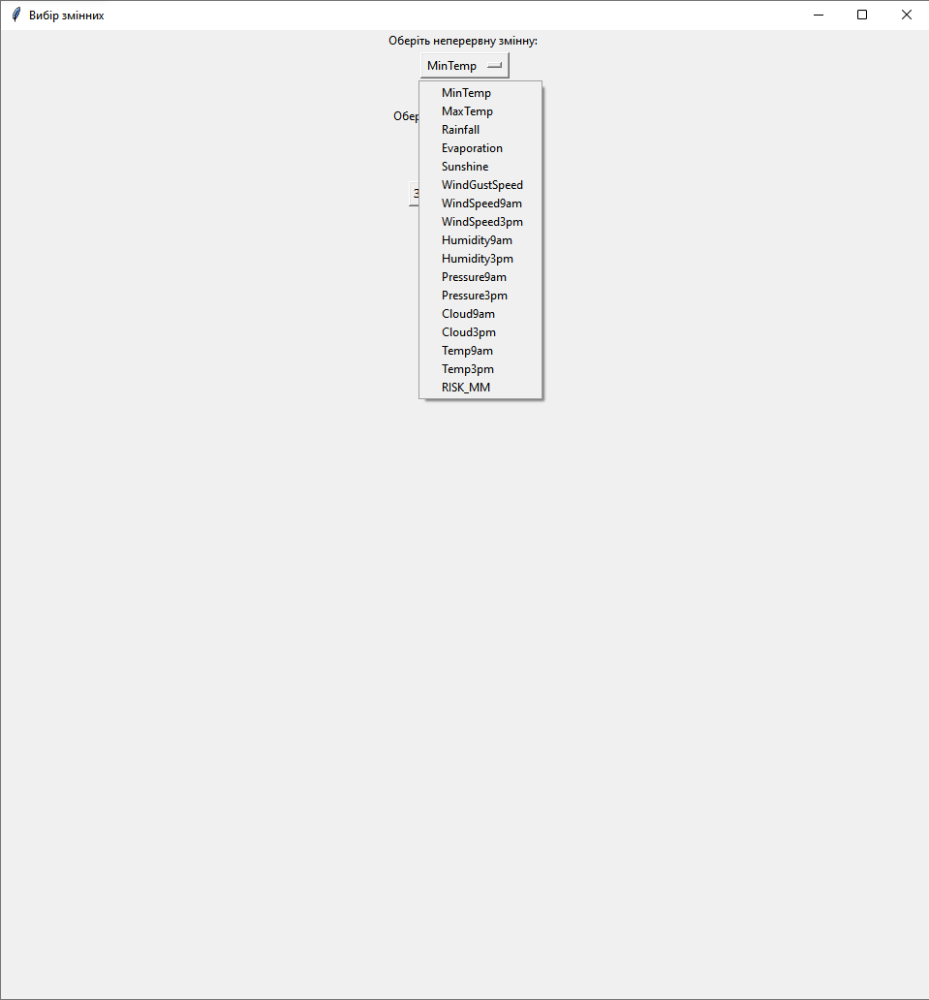 Вибір змінних
Оберіть неперервну змінну:
MinTemp
MinTemp
MaxTemp
Rainfall
Evaporation
Sunshine
WindGustSpeed
WindSpeed9am
WindSpeed3pm
Humidity9am
Humidity3pm
Pressure9am
Pressure3pm
Cloud9am
Cloud3pm
Temp9am
Temp3pm
RISK_MM